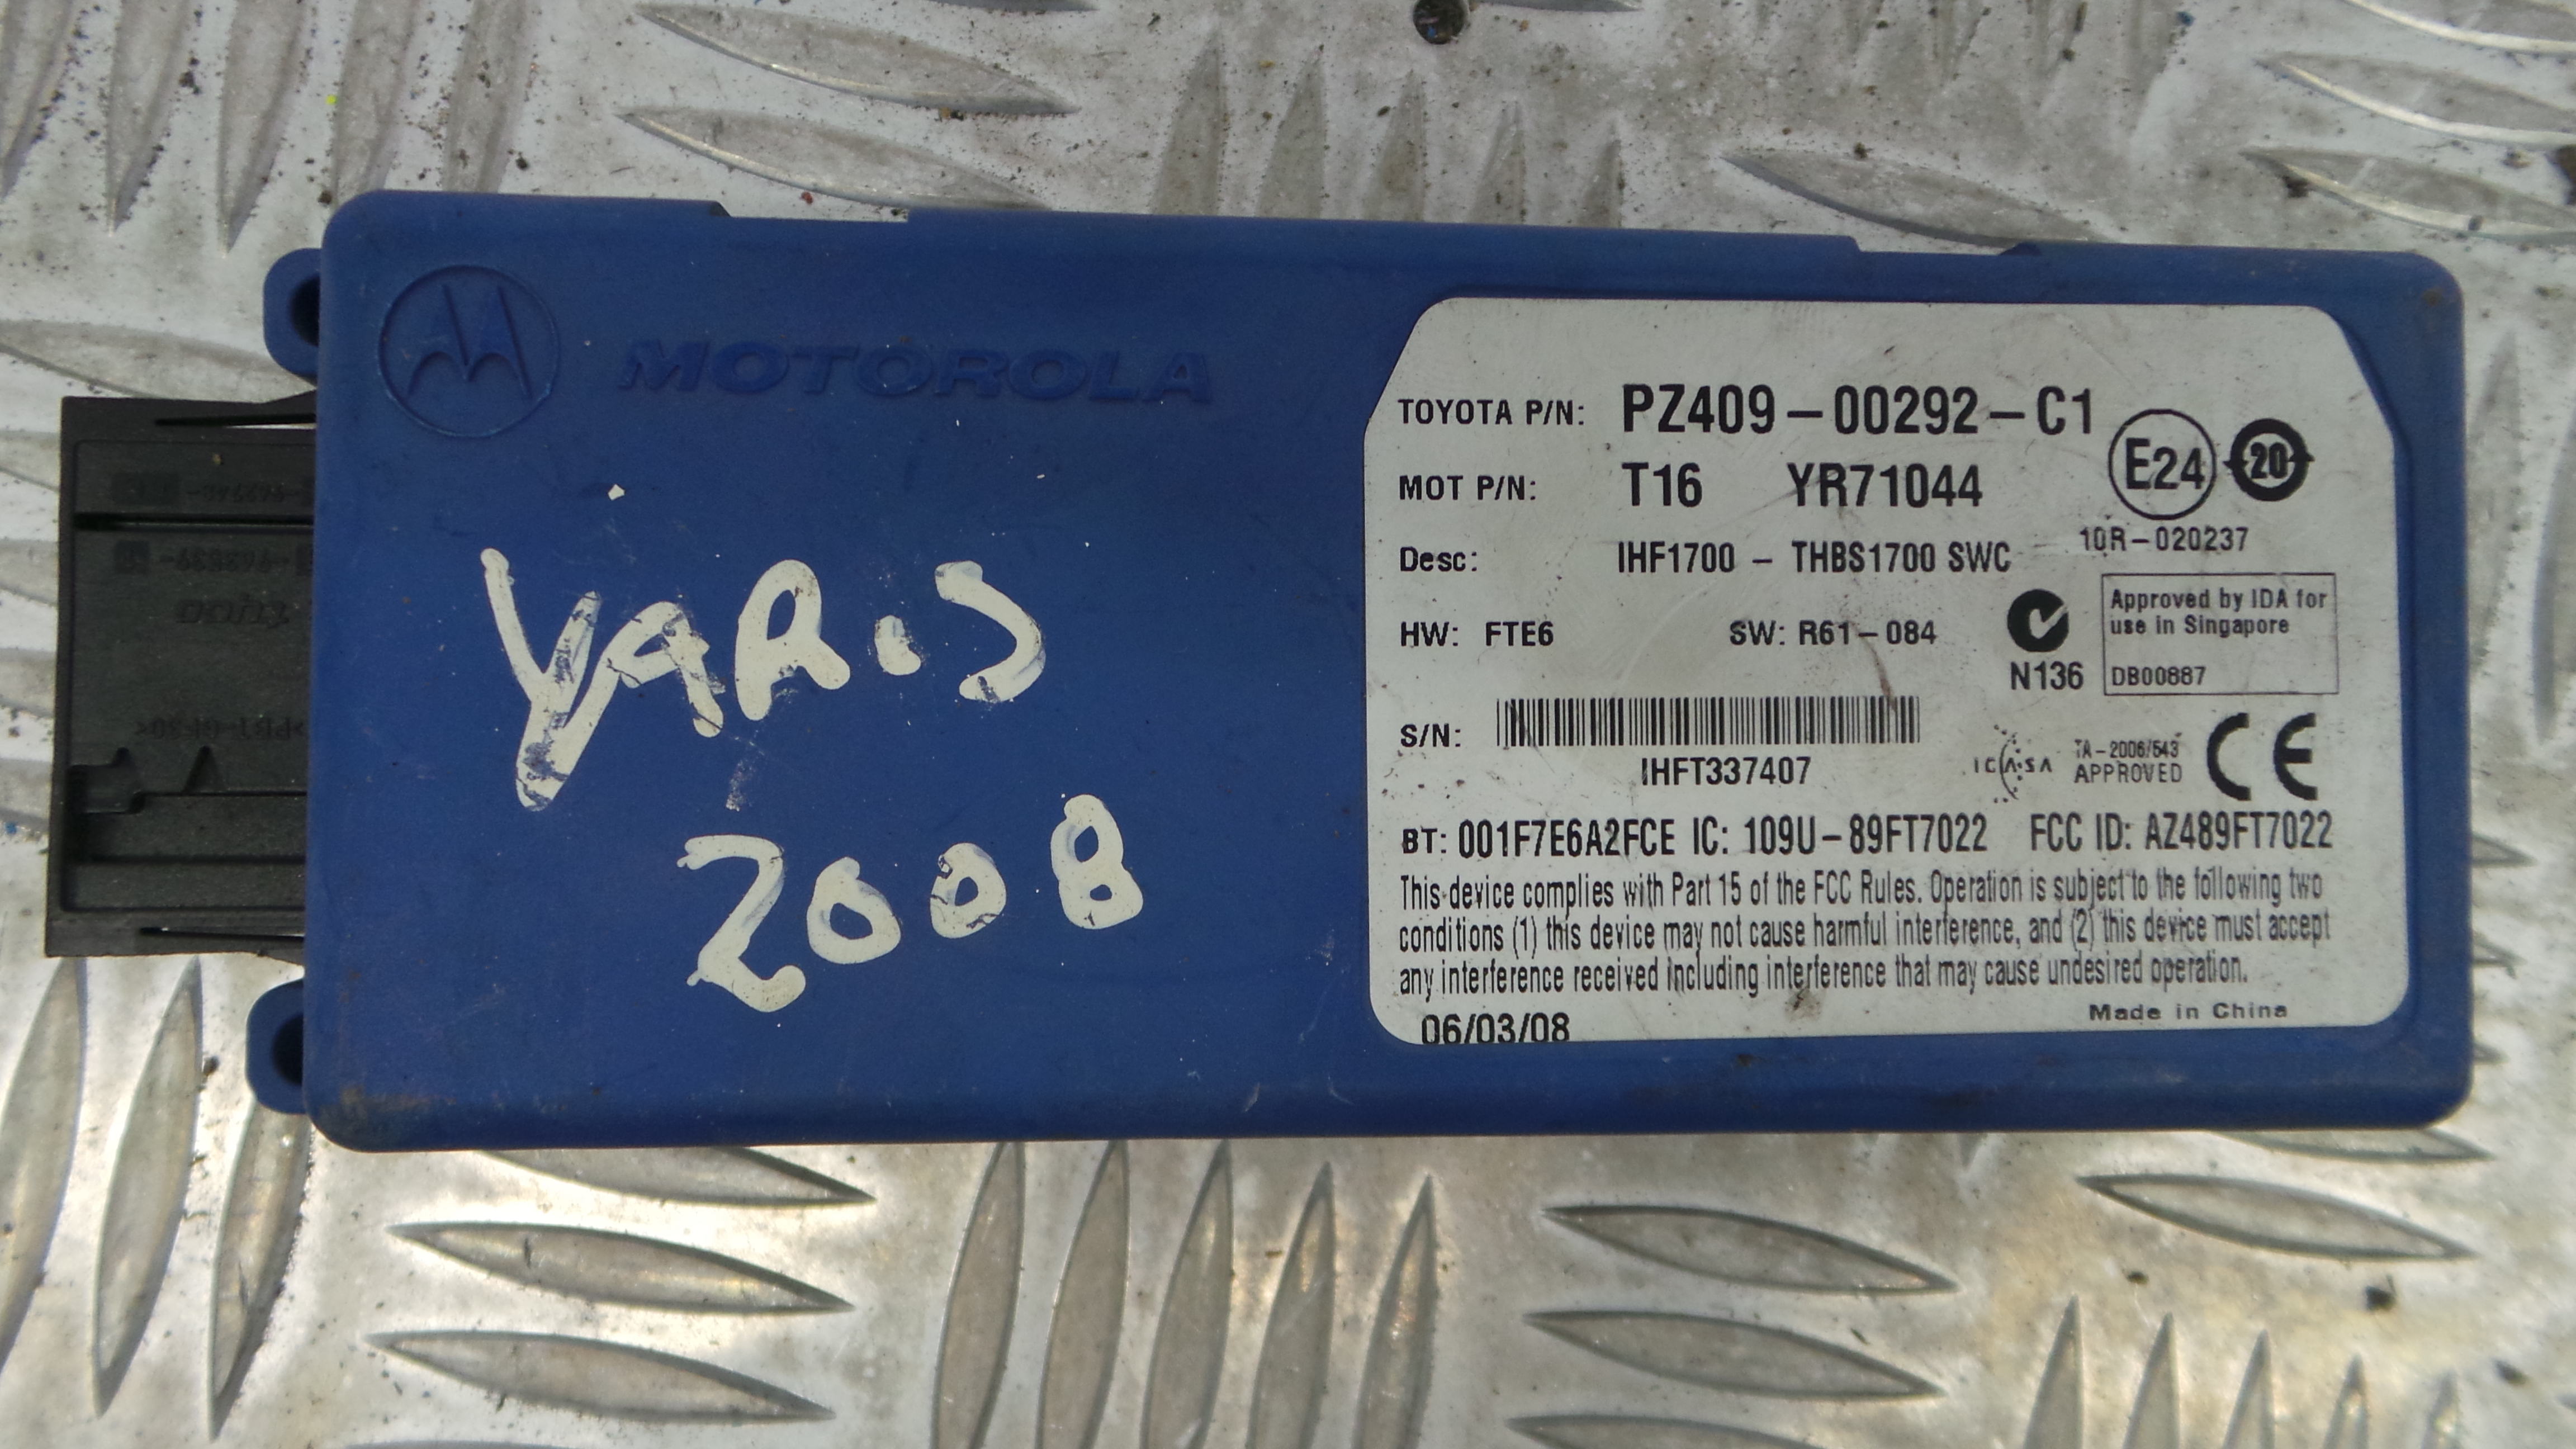 MOTOROLA
YARiS
2008
TOYOTA P/N: PZ409-00292-C1
MOT P/N: T16 YR71044
E24
20
10R-020237
Desc: IHF1700 - THBS1700 SWC
HW: FTE6 SW: R61-084
N136
Approved by IDA for
use in Singapore
DB00887
S/N:
IHFT337407
ICASA
TA-2006/543
APPROVED
CE
BT: 001F7E6A2FCE IC: 109U-89FT7022 FCC ID: AZ489FT7022
This device complies with Part 15 of the FCC Rules. Operation is subject to the following two
conditions (1) this device may not cause harmful interference, and (2) this device must accept
any interference received including interference that may cause undesired operation.
Made in China
06/03/08
>PBT-GF30<